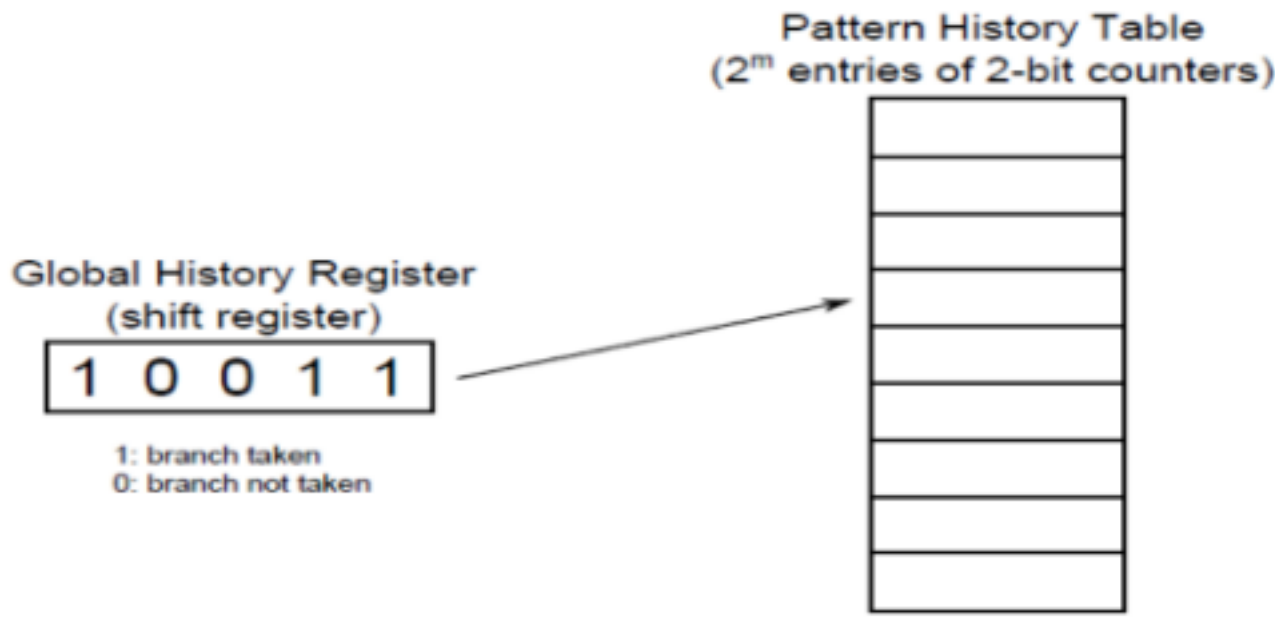 Pattern History Table
(2^m entries of 2-bit counters)
Global History Register
(shift register)
1 0 0 1 1
1: branch taken
0: branch not taken